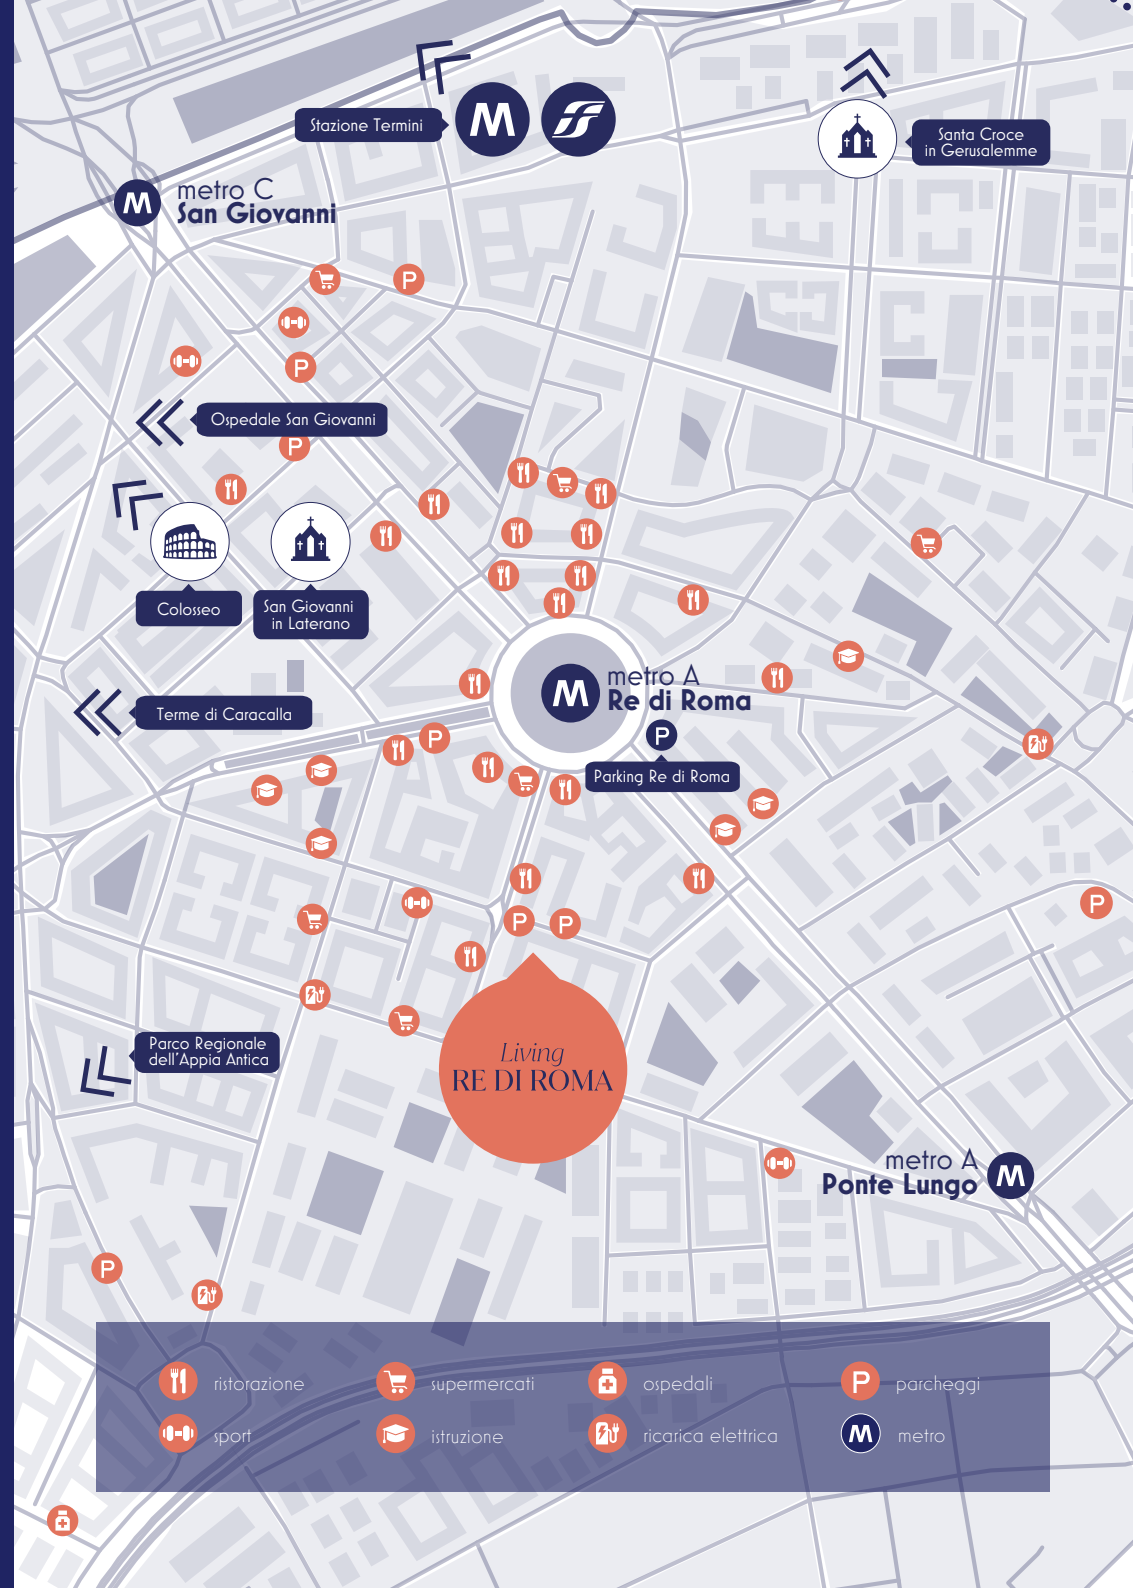 Stazione Termini
M
Santa Croce
in Gerusalemme
M
metro C
San Giovanni
P
P
Ospedale San Giovanni
P
Colosseo
San Giovanni
in Laterano
M
metro A
Re di Roma
Terme di Caracalla
P
P
Parking Re di Roma
P
P
P
Parco Regionale
dell'Appia Antica
Living
RE DI ROMA
metro A
Ponte Lungo
M
P
ristorazione
supermercati
ospedali
P
parcheggi
sport
istruzione
ricarica elettrica
M
metro